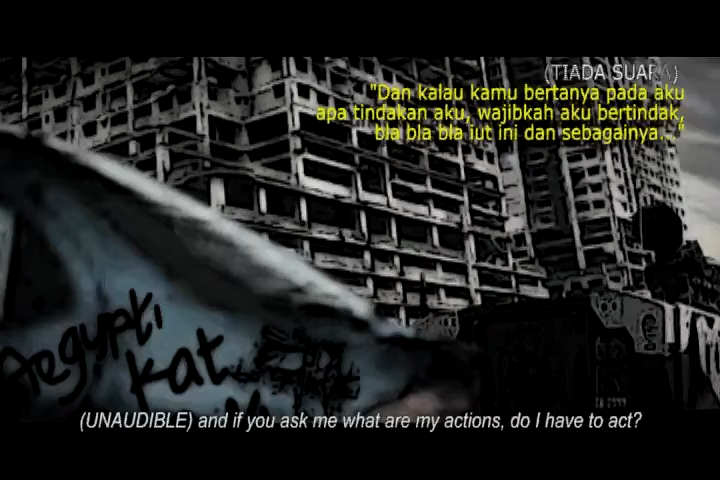 (TIADA SUARA)
"Dan kalau kamu bertanya pada aku
apa tindakan aku, wajibkah aku bertindak,
bla bla bla iut ini dan sebagainya..."
Aegypti
kat
(UNAUDIBLE) and if you ask me what are my actions, do I have to act?